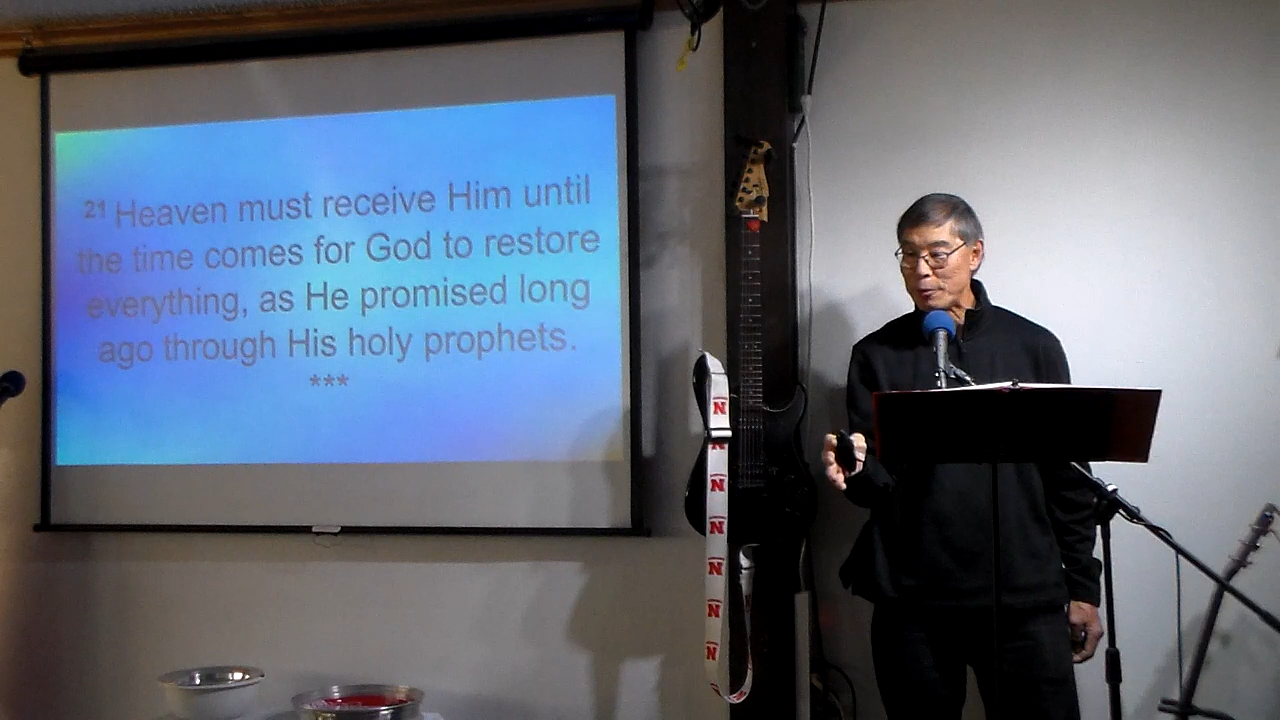 ²¹ Heaven must receive Him until
the time comes for God to restore
everything, as He promised long
ago through His holy prophets.
***
N
N
N
N
N
N
N